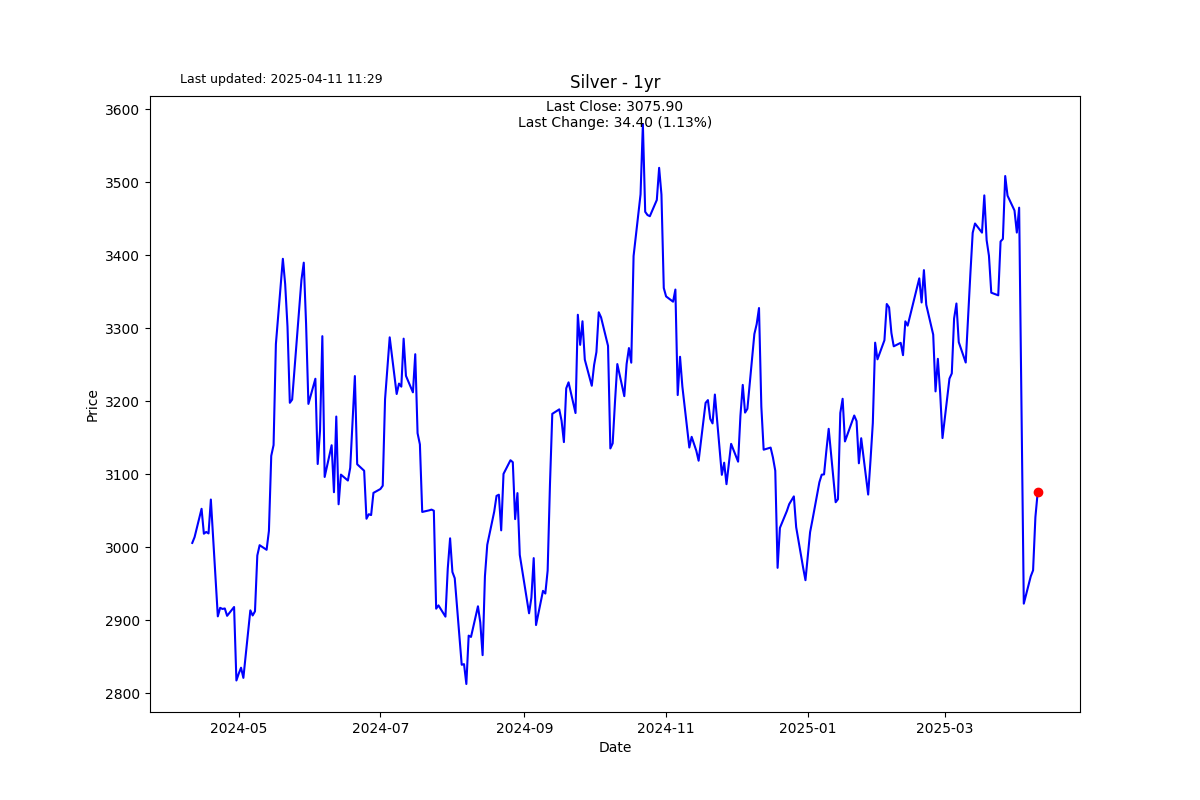 Last updated: 2025-04-11 11:29
Silver - 1yr
Last Close: 3075.90
Last Change: 34.40 (1.13%)
3600
3500
3400
3300
3200
3100
3000
2900
2800
Price
2024-05
2024-07
2024-09
2024-11
2025-01
2025-03
Date